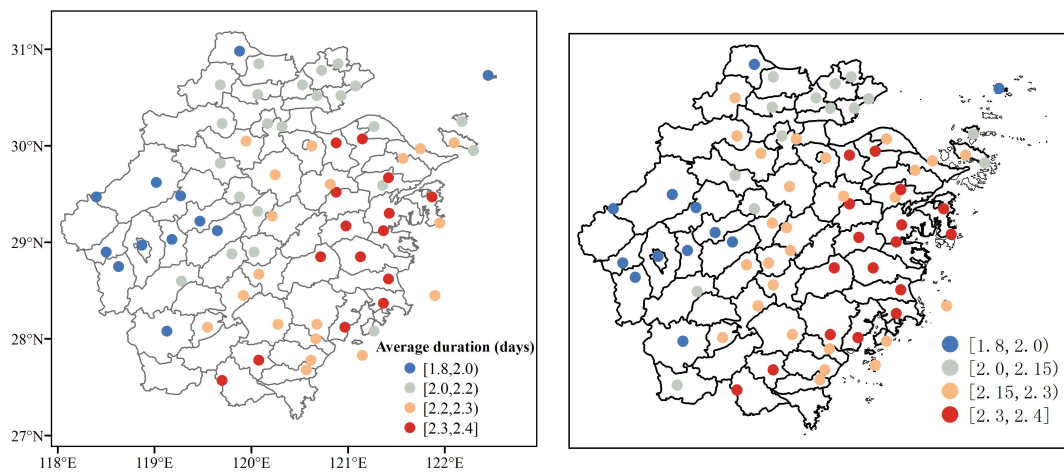 31°N
30°N
29°N
28°N
27°N
118°E 119°E 120°E 121°E 122°E
Average duration (days)
[1.8,2.0)
[2.0,2.2)
[2.2,2.3)
[2.3,2.4]
[1.8, 2.0)
[2.0, 2.15)
[2.15, 2.3)
[2.3, 2.4]